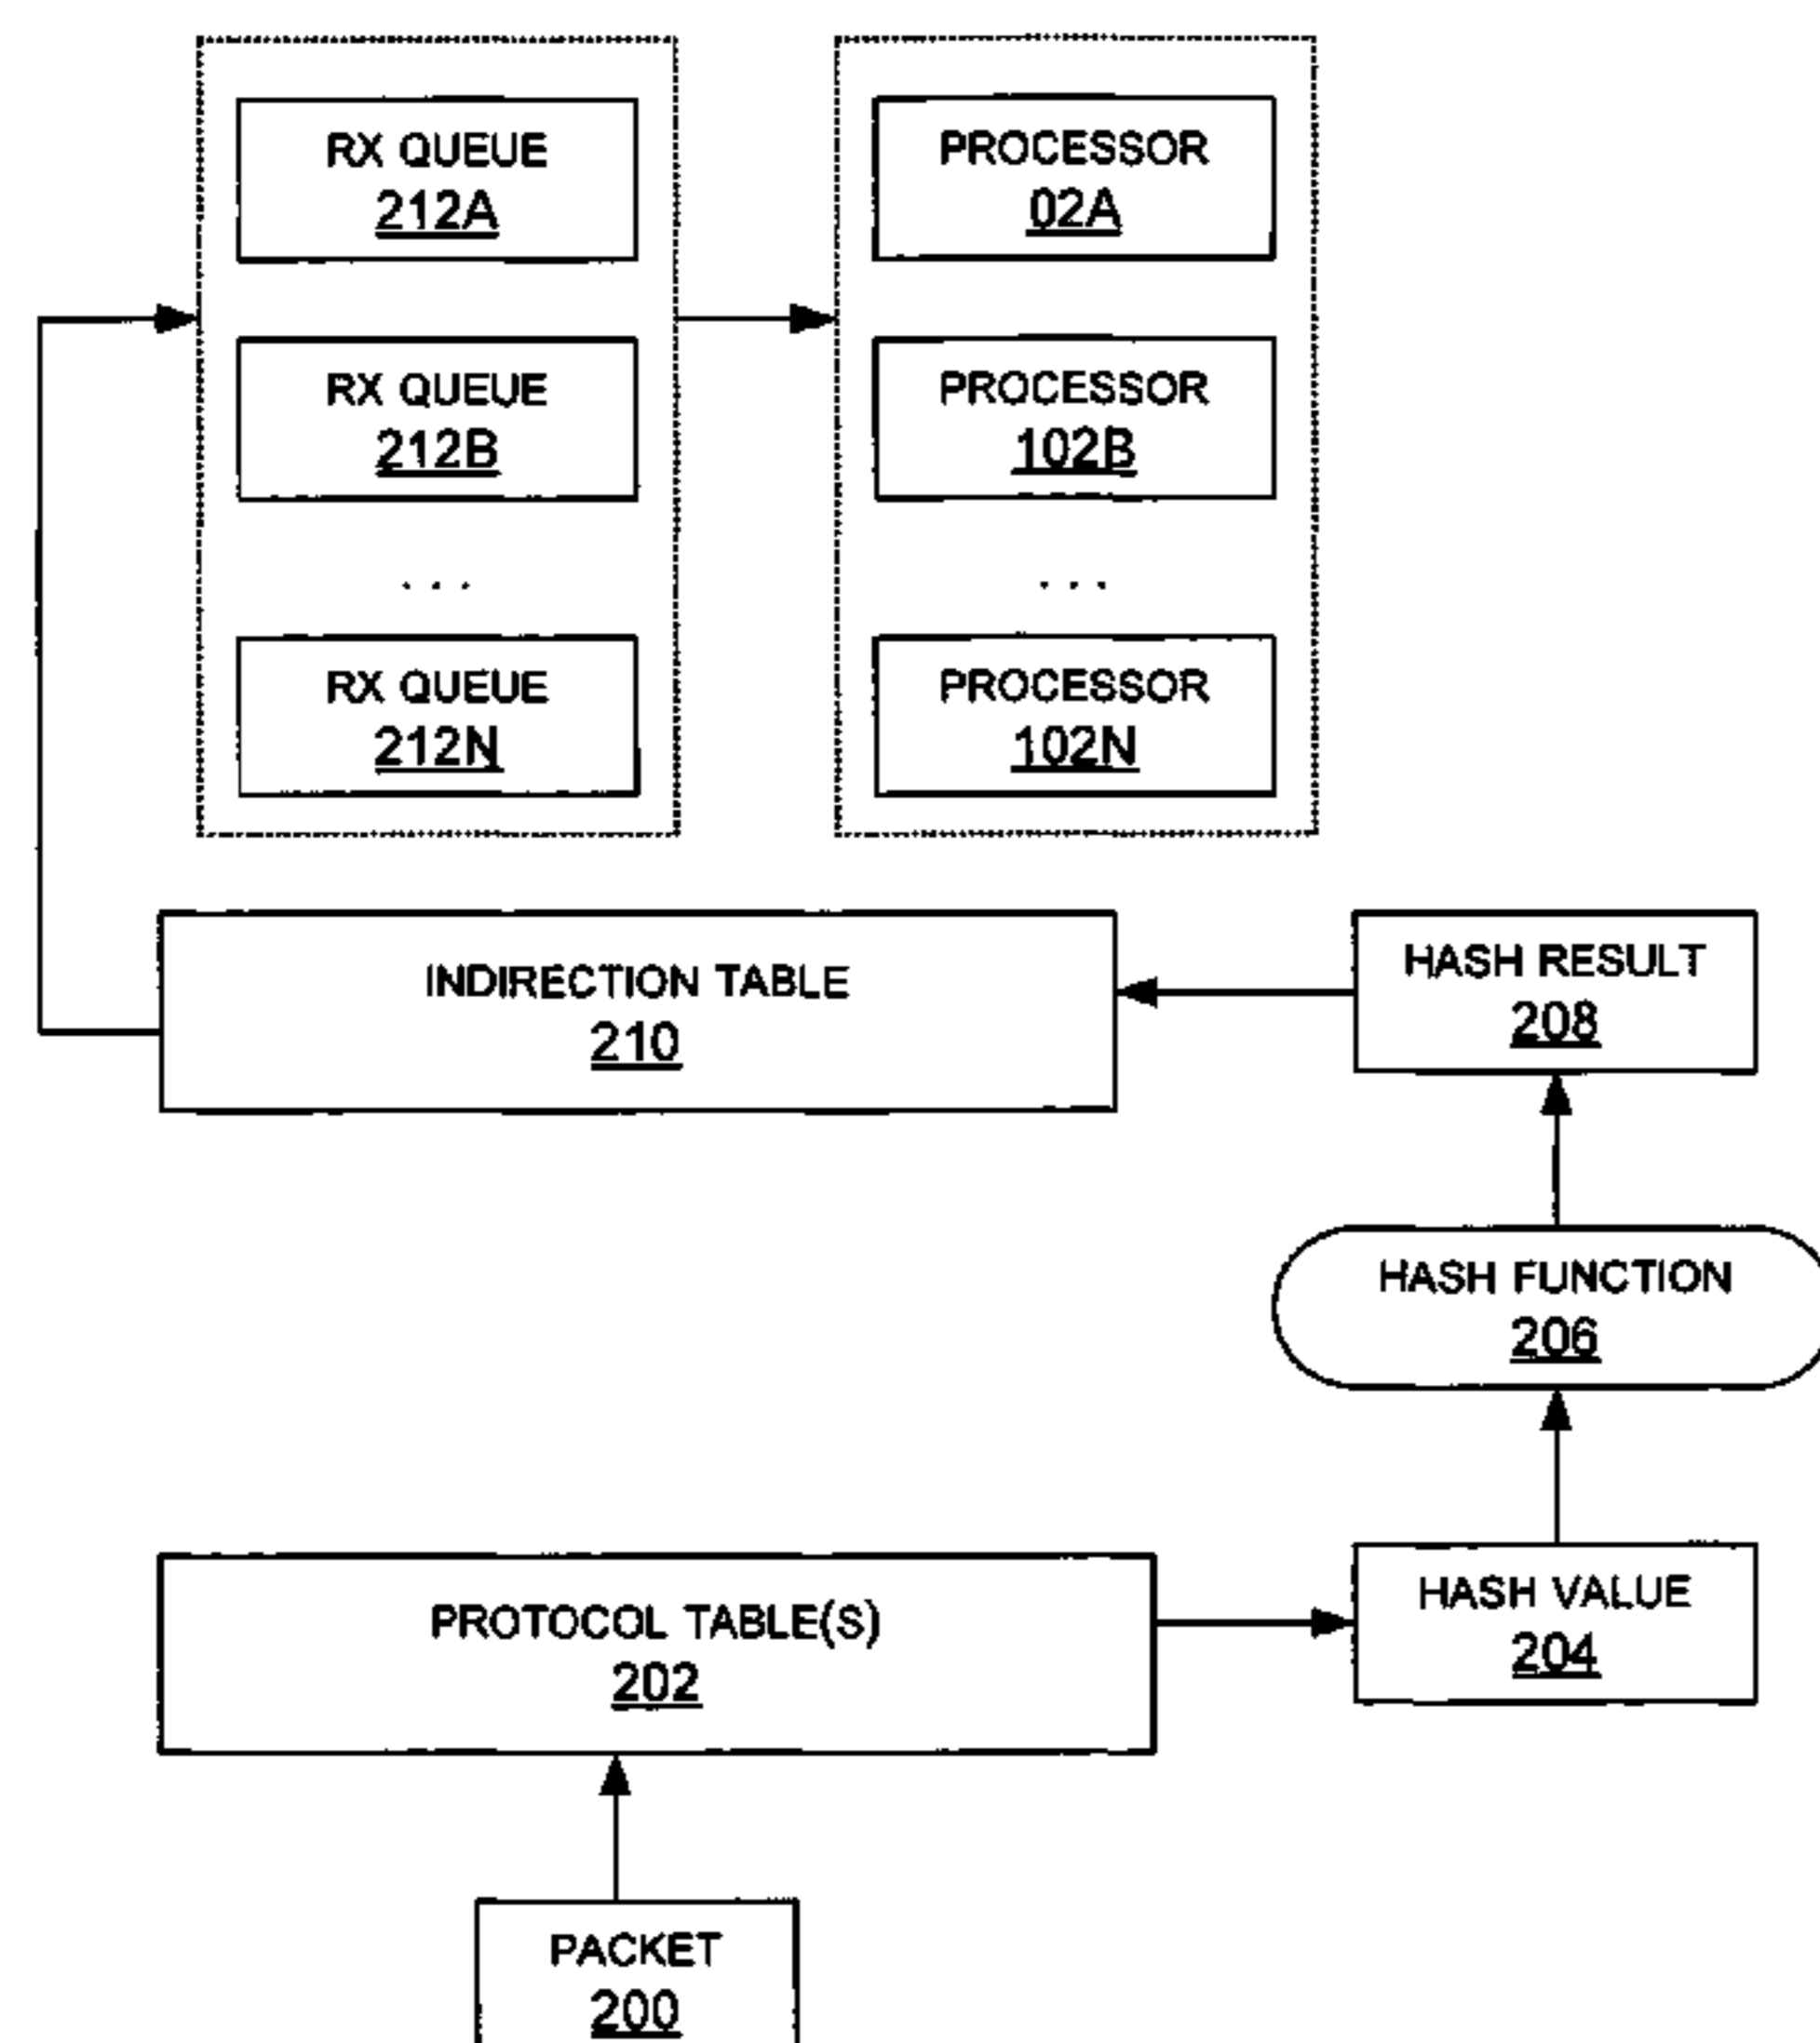 RX QUEUE
212A
PROCESSOR
02A
RX QUEUE
212B
PROCESSOR
102B
. . .
. . .
RX QUEUE
212N
PROCESSOR
102N
INDIRECTION TABLE
210
HASH RESULT
208
HASH FUNCTION
206
PROTOCOL TABLE(S)
202
HASH VALUE
204
PACKET
200